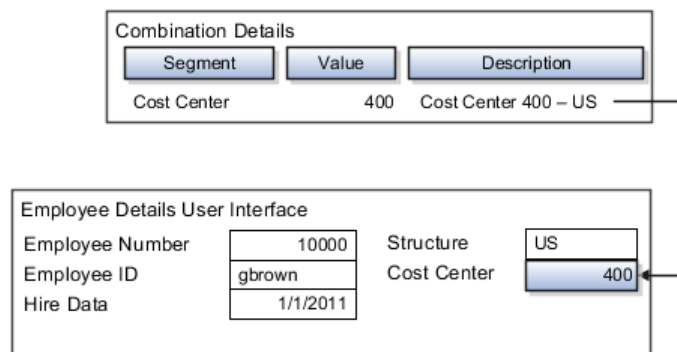 Combination Details
Segment Value Description
Cost Center 400 Cost Center 400 – US
Employee Details User Interface
Employee Number 10000 Structure US
Employee ID gbrown Cost Center 400
Hire Data 1/1/2011